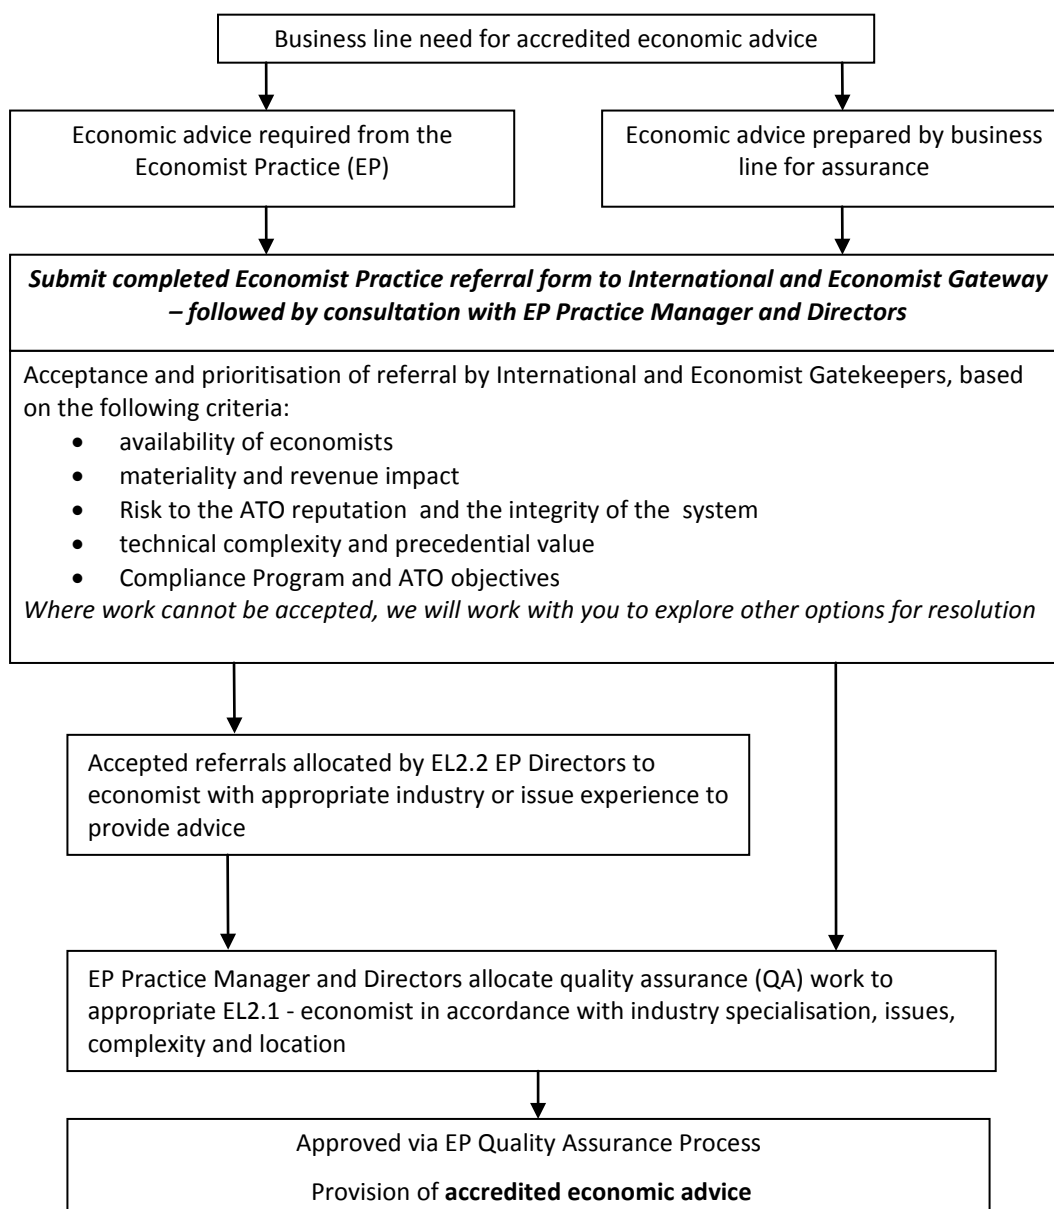 Business line need for accredited economic advice
Economic advice required from the
Economist Practice (EP)
Economic advice prepared by business
line for assurance
Submit completed Economist Practice referral form to International and Economist Gateway
– followed by consultation with EP Practice Manager and Directors
Acceptance and prioritisation of referral by International and Economist Gatekeepers, based
on the following criteria:
• availability of economists
• materiality and revenue impact
• Risk to the ATO reputation and the integrity of the system
• technical complexity and precedential value
• Compliance Program and ATO objectives
Where work cannot be accepted, we will work with you to explore other options for resolution
Accepted referrals allocated by EL2.2 EP Directors to
economist with appropriate industry or issue experience to
provide advice
EP Practice Manager and Directors allocate quality assurance (QA) work to
appropriate EL2.1 - economist in accordance with industry specialisation, issues,
complexity and location
Approved via EP Quality Assurance Process
Provision of accredited economic advice